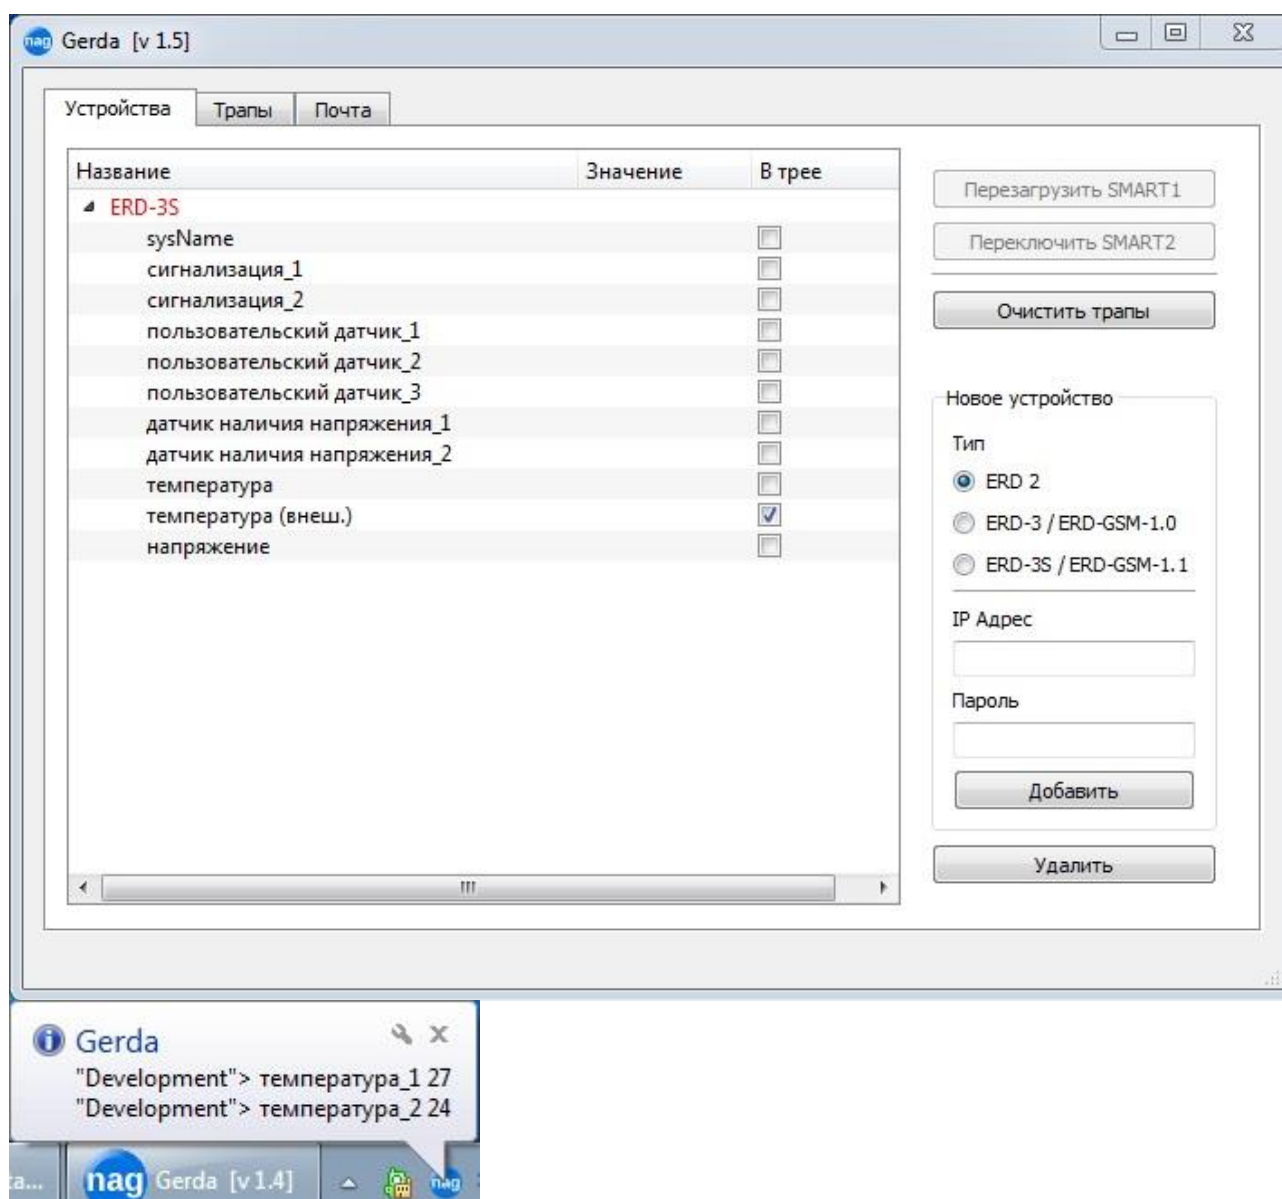 nag Gerda [v 1.5]
Устройства Трапы Почта
Название Значение В трее
ERD-3S
sysName
сигнализация_1
сигнализация_2
пользовательский датчик_1
пользовательский датчик_2
пользовательский датчик_3
датчик наличия напряжения_1
датчик наличия напряжения_2
температура
температура (внеш.)
напряжение
Перезагрузить SMART1
Переключить SMART2
Очистить трапы
Новое устройство
Тип
ERD 2
ERD-3 / ERD-GSM-1.0
ERD-3S / ERD-GSM-1.1
IP Адрес
Пароль
Добавить
Удалить
Gerda
"Development"> температура_1 27
"Development"> температура_2 24
nag Gerda [v 1.4] nag